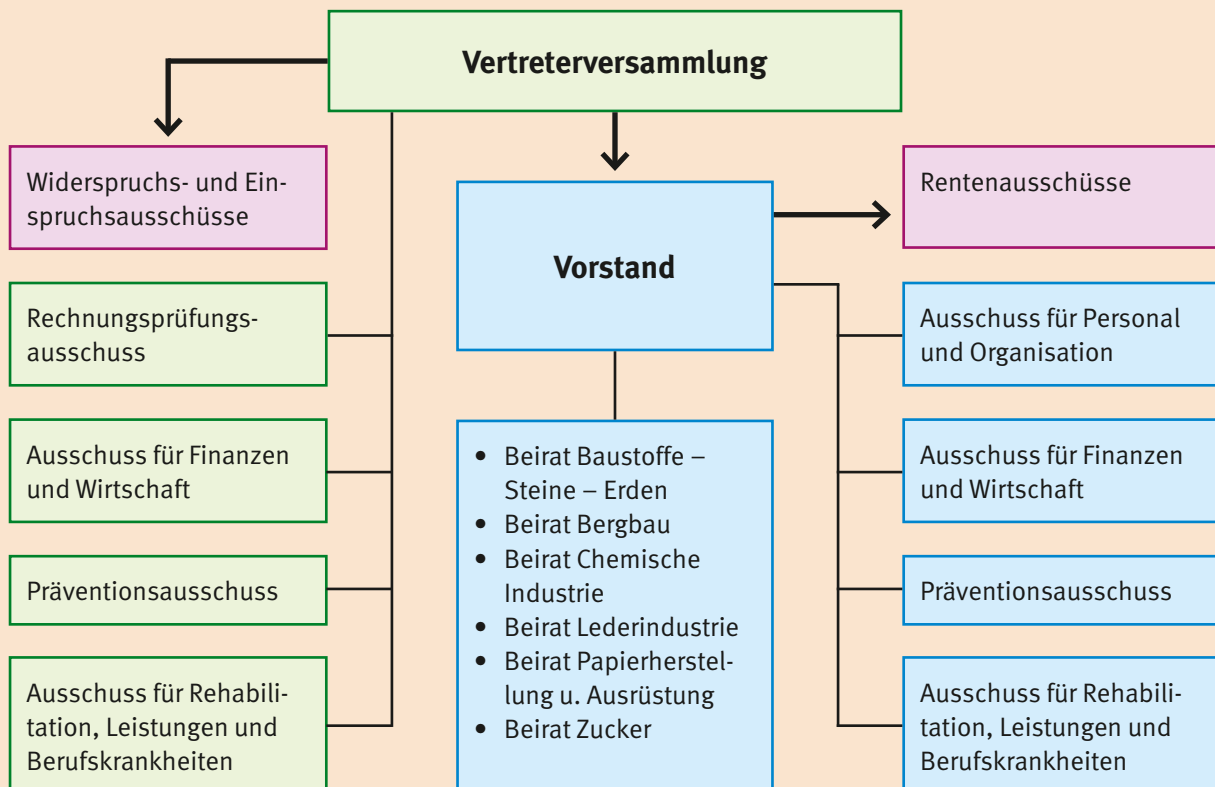 Vertreterversammlung
Widerspruchs- und Ein-
spruchsausschüsse
Rechnungsprüfungs-
ausschuss
Ausschuss für Finanzen
und Wirtschaft
Präventionsausschuss
Ausschuss für Rehabili-
tation, Leistungen und
Berufskrankheiten
Vorstand
• Beirat Baustoffe –
Steine – Erden
• Beirat Bergbau
• Beirat Chemische
Industrie
• Beirat Lederindustrie
• Beirat Papierherstel-
lung u. Ausrüstung
• Beirat Zucker
Rentenausschüsse
Ausschuss für Personal
und Organisation
Ausschuss für Finanzen
und Wirtschaft
Präventionsausschuss
Ausschuss für Rehabili-
tation, Leistungen und
Berufskrankheiten